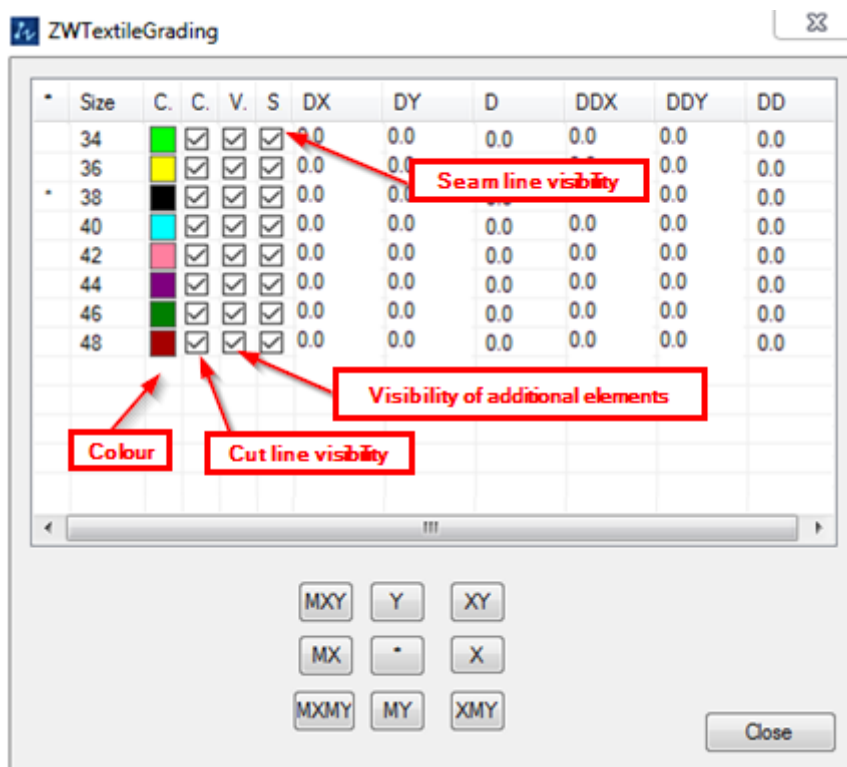 ZWTextileGrading
* Size C. C. V. S DX DY D DDX DDY DD
34 0.0 0.0 0.0 0.0 0.0 0.0
36 0.0 0.0 0.0
Seam line visibility
* 38 0.0 0.0 0.0 0.0 0.0
40 0.0 0.0 0.0 0.0 0.0 0.0
42 0.0 0.0 0.0 0.0 0.0 0.0
44 0.0 0.0 0.0 0.0 0.0 0.0
46 0.0 0.0 0.0 0.0 0.0 0.0
48 0.0 0.0 0.0 0.0 0.0 0.0
Visibility of additional elements
Colour
Cut line visibility
MXY Y XY
MX * X
MXMY MY XMY
Close